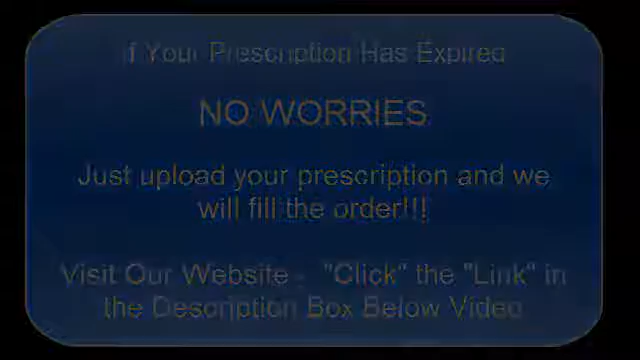 If Your Prescription Has Expired
NO WORRIES
Just upload your prescription and we
will fill the order!!!
Visit Our Website - "Click" the "Link" in
the Description Box Below Video